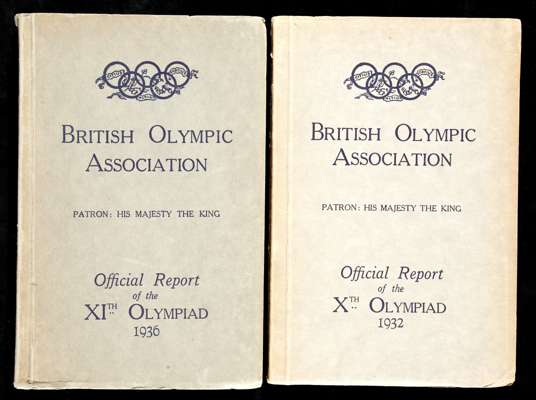 BRITISH OLYMPIC
ASSOCIATION
PATRON: HIS MAJESTY THE KING
Official Report
of the
XITH OLYMPIAD
1936
BRITISH OLYMPIC
ASSOCIATION
PATRON: HIS MAJESTY THE KING
Official Report
of the
XTH OLYMPIAD
1932